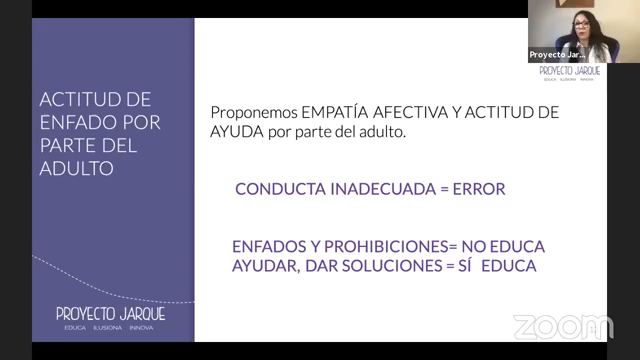 ACTITUD DE
ENFADO POR
PARTE DEL
ADULTO
PROYECTO JARQUE
EDUCA ILUSIONA INNOVA
Proponemos EMPATÍA AFECTIVA Y ACTITUD DE
AYUDA por parte del adulto.
CONDUCTA INADECUADA = ERROR
ENFADOS Y PROHIBICIONES= NO EDUCA
AYUDAR, DAR SOLUCIONES = SÍ EDUCA
Proyecto Jar...
PROYECTO JARQUE
EDUCA ILUSIONA INNOVA
zoom